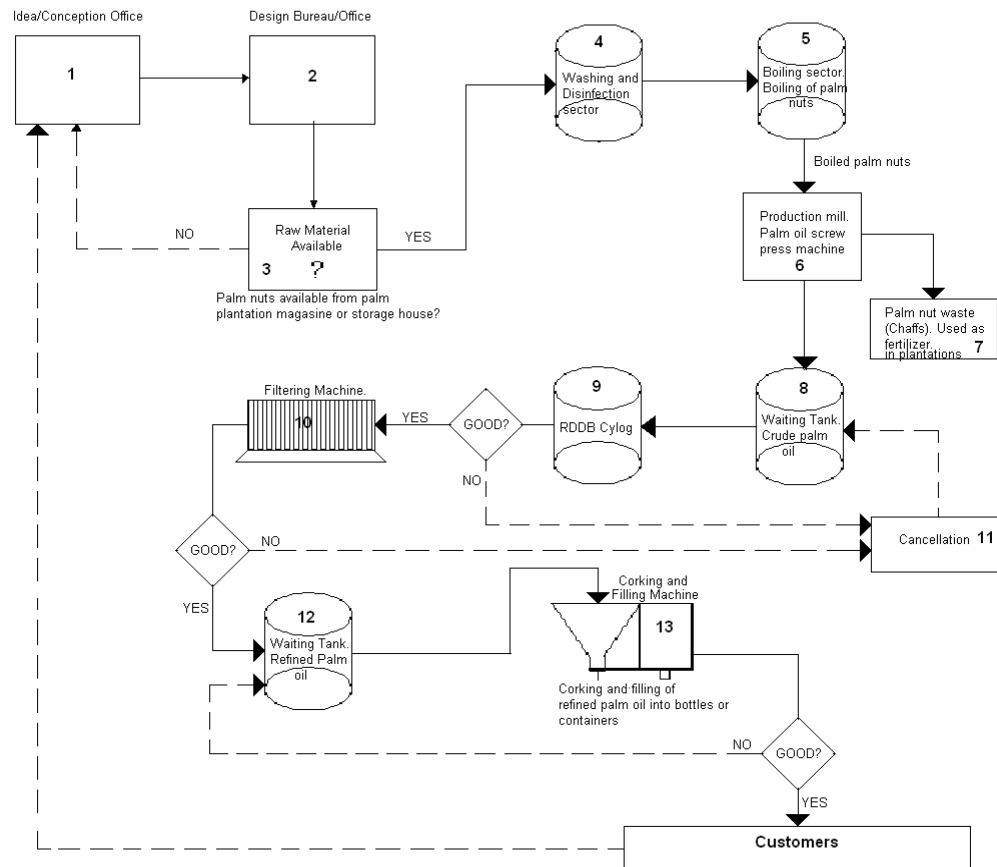 Idea/Conception Office
Design Bureau/Office
1
2
4
Washing and
Disinfection
sector
5
Boiling sector.
Boiling of palm
nuts
Boiled palm nuts
NO
Raw Material
Available
3 ?
YES
Palm nuts available from palm
plantation magasine or storage house?
Production mill.
Palm oil screw
press machine
6
Palm nut waste
(Chaffs). Used as
fertilizer.
in plantations 7
Filtering Machine.
10
YES
GOOD?
NO
9
RDDB Cylog
8
Waiting Tank.
Crude palm
oil
GOOD?
NO
Cancellation 11
YES
12
Waiting Tank.
Refined Palm
oil
Corking and
Filling Machine
13
Corking and filling of
refined palm oil into bottles or
containers
NO
GOOD?
YES
Customers